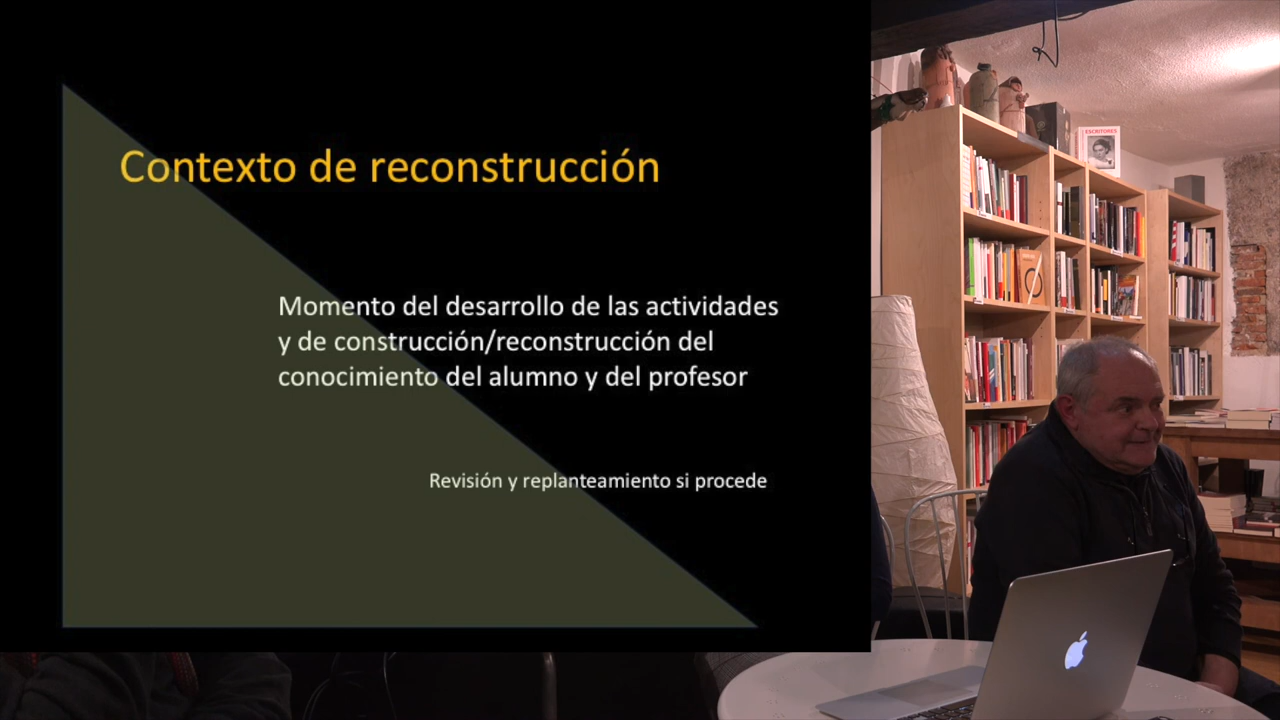 Contexto de reconstrucción
Momento del desarrollo de las actividades
y de construcción/reconstrucción del
conocimiento del alumno y del profesor
Revisión y replanteamiento si procede
ESCRITORES